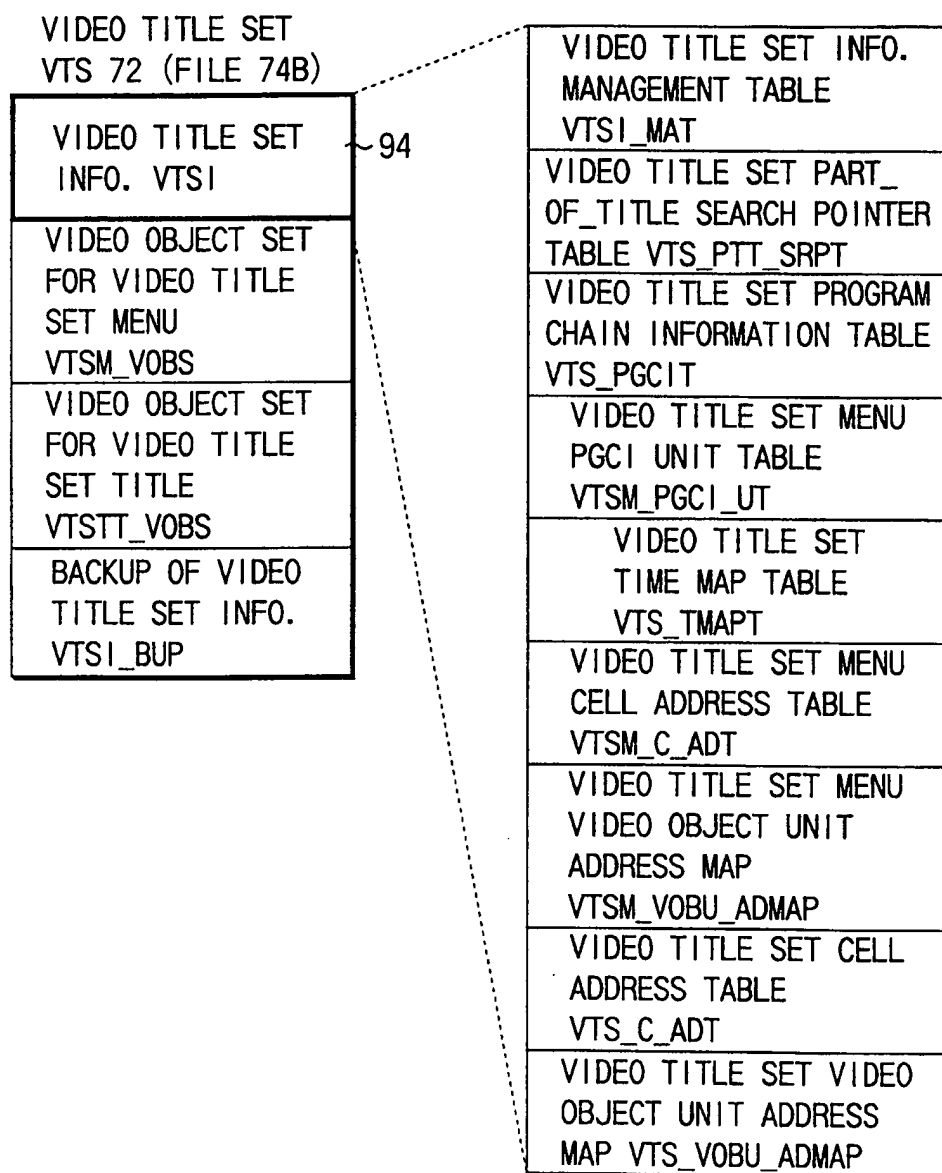 VIDEO TITLE SET
VTS 72 (FILE 74B)
VIDEO TITLE SET
INFO. VTSI
94
VIDEO OBJECT SET
FOR VIDEO TITLE
SET MENU
VTSM_VOBS
VIDEO OBJECT SET
FOR VIDEO TITLE
SET TITLE
VTSTT_VOBS
BACKUP OF VIDEO
TITLE SET INFO.
VTSI_BUP
VIDEO TITLE SET INFO.
MANAGEMENT TABLE
VTSI_MAT
VIDEO TITLE SET PART_
OF_TITLE SEARCH POINTER
TABLE VTS_PTT_SRPT
VIDEO TITLE SET PROGRAM
CHAIN INFORMATION TABLE
VTS_PGCIT
VIDEO TITLE SET MENU
PGCI UNIT TABLE
VTSM_PGCI_UT
VIDEO TITLE SET
TIME MAP TABLE
VTS_TMAPT
VIDEO TITLE SET MENU
CELL ADDRESS TABLE
VTSM_C_ADT
VIDEO TITLE SET MENU
VIDEO OBJECT UNIT
ADDRESS MAP
VTSM_VOBU_ADMAP
VIDEO TITLE SET CELL
ADDRESS TABLE
VTS_C_ADT
VIDEO TITLE SET VIDEO
OBJECT UNIT ADDRESS
MAP VTS_VOBU_ADMAP